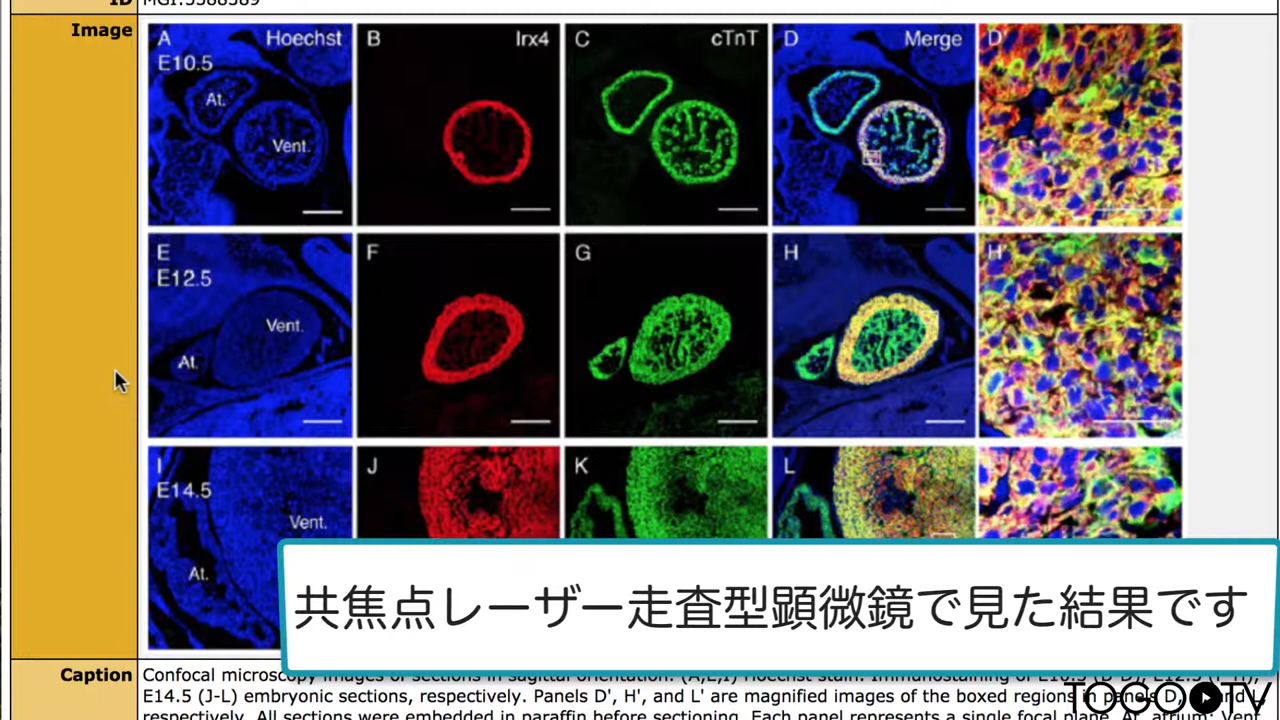 ID
Image
A
Hoechst
B
Irx4
C
cTnT
D
Merge
D'
E10.5
At.
Vent.
E
F
G
H
H'
E12.5
Vent.
At.
I
J
K
L
E14.5
Vent.
At.
共焦点レーザー走査型顕微鏡で見た結果です
Caption
Confocal microscopy images of sections in sagittal orientation. (A,E,I) Hoechst stain. Immunostaining of E10.5
E14.5 (J-L) embryonic sections, respectively. Panels D', H', and L' are magnified images of the boxed regions in panels D,
respectively. All sections were embedded in paraffin before sectioning. Each panel represents a single focal plane.
TOGO TV